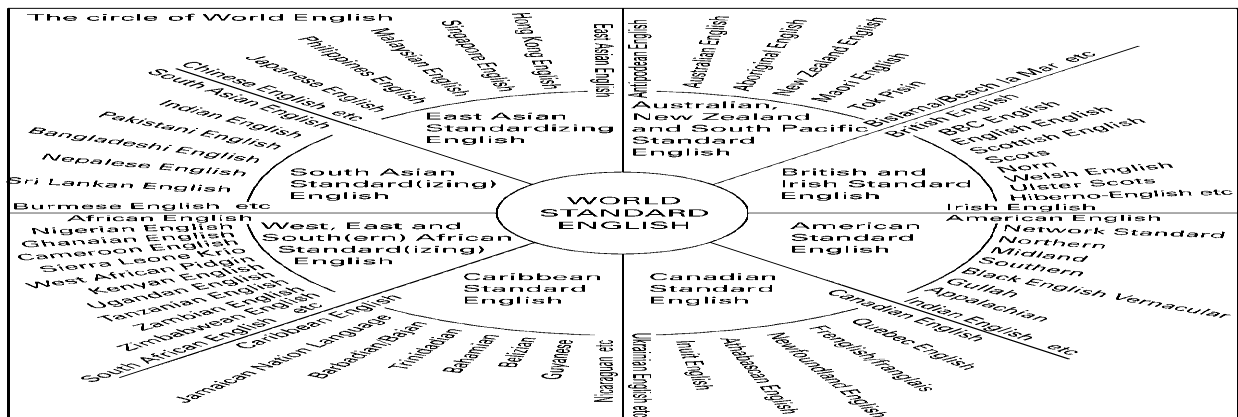 The circle of World English
WORLD
STANDARD
ENGLISH
East Asian
Standardizing
English
Chinese English
Japanese English
Philippines English
Malaysian English
Singapore English
Hong Kong English
East Asian English
etc
Australian,
New Zealand
and South Pacific
Standard
English
Antipodean English
Australian English
Aboriginal English
New Zealand English
Maori English
Tok Pisin
Bislama/Beach la Mar etc
British and
Irish Standard
English
British English
BBC English
English English
Scottish English
Scots
Norn
Welsh English
Ulster Scots
Hiberno-English etc
Irish English
American
Standard
English
American English
Network Standard
Northern
Midland
Southern
Black English Vernacular
Gullah
Appalachian
Indian English etc
Canadian
Standard
English
Canadian English
Quebec English
Frenglish/franglais
Newfoundland English
Athabascan English
Inuit English
Ukrainian English etc
Caribbean
Standard
English
Caribbean English
Jamaican Nation Language
Barbadian/Bajan
Trinidadian
Bahamian
Belizian
Guyanese
Nicaraguan etc
West, East and
South(ern) African
Standard(izing)
English
African English
Nigerian English
Ghanaian English
Cameroon English
Sierra Leone Krio
West African Pidgin
Kenyan English
Ugandan English
Tanzanian English
Zambian English
Zimbabwean English
South African English etc
South Asian
Standard(izing)
English
South Asian English
Indian English
Pakistani English
Bangladeshi English
Nepalese English
Sri Lankan English
Burmese English etc